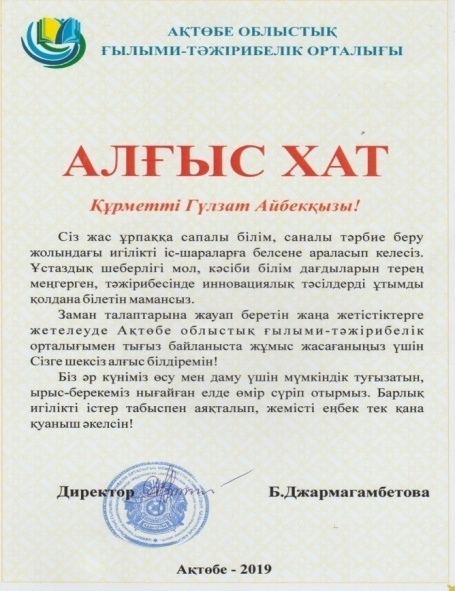 АҚТӨБЕ ОБЛЫСТЫҚ
ҒЫЛЫМИ-ТӘЖІРИБЕЛІК ОРТАЛЫҒЫ
АЛҒЫС ХАТ
Құрметті Гүлзат Айбекқызы!
Сіз жас ұрпаққа сапалы білім, саналы тәрбие беру
жолындағы игілікті іс-шараларға белсене араласып келесіз.
Ұстаздық шеберлігі мол, кәсіби білім дағдыларын терең
меңгерген, тәжірибесінде инновациялық тәсілдерді ұтымды
қолдана білетін мамансыз.
Заман талаптарына жауап беретін жаңа жетістіктерге
жетелеуде Ақтөбе облыстық ғылыми-тәжірибелік
орталығымен тығыз байланыста жұмыс жасағаныңыз үшін
Сізге шексіз алғыс білдіремін!
Біз әр күніміз өсу мен даму үшін мүмкіндік туғызатын,
ырыс-берекеміз нығайған елде өмір сүріп отырмыз. Барлық
игілікті істер табыспен аяқталып, жемісті еңбек тек қана
қуаныш әкелсін!
Директор Б.Джармагамбетова
Ақтөбе - 2019